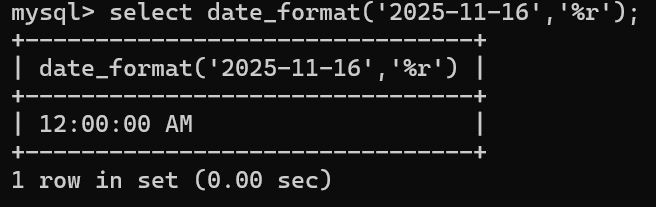 mysql> select date_format('2025-11-16','%r');
+-------------------------------+
| date_format('2025-11-16','%r') |
+-------------------------------+
| 12:00:00 AM                    |
+-------------------------------+
1 row in set (0.00 sec)